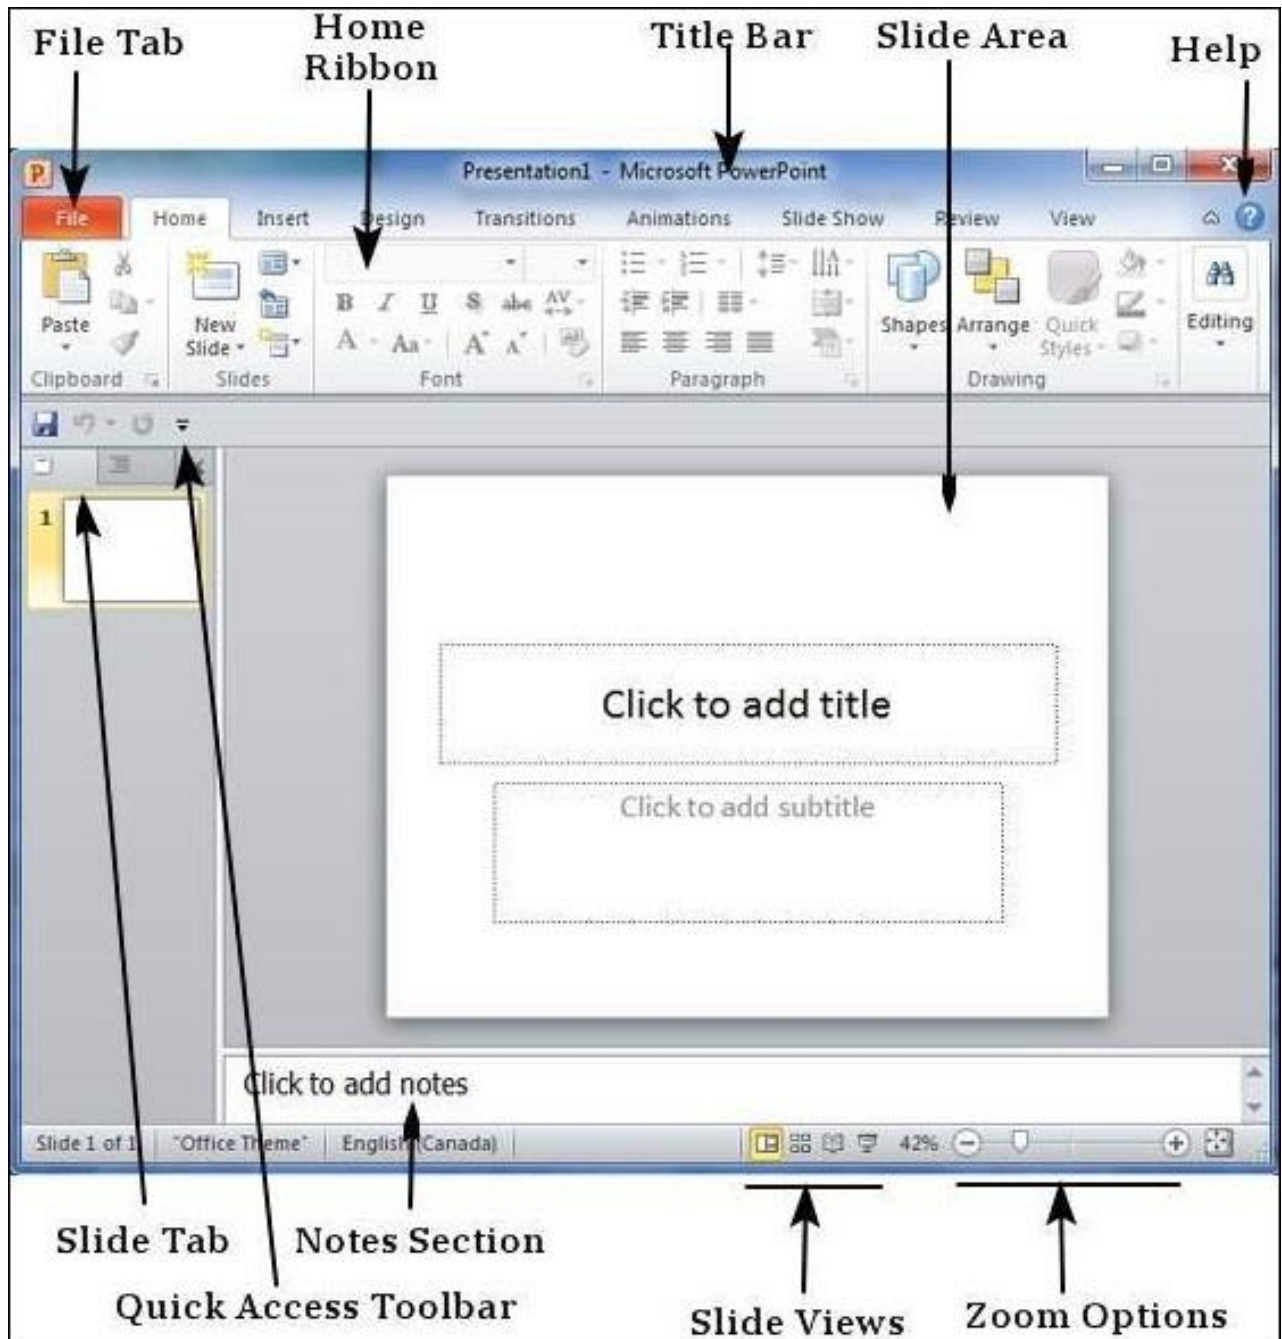 File Tab
Home
Ribbon
Title Bar
Slide Area
Help
Presentation1 - Microsoft PowerPoint
File Home Insert Design Transitions Animations Slide Show Review View
Paste
New
Slide
B I U S abc AV
A Aa A A
Shapes Arrange Quick
Styles
Editing
Clipboard Slides Font Paragraph Drawing
1
Click to add title
Click to add subtitle
Click to add notes
Slide 1 of 1 "Office Theme" English (Canada) 42%
Slide Tab
Notes Section
Quick Access Toolbar
Slide Views
Zoom Options